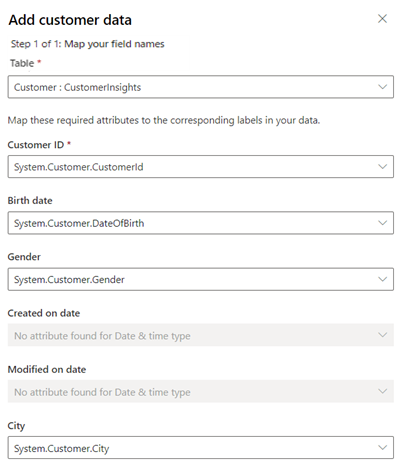 Add customer data
Step 1 of 1: Map your field names
Table *
Customer : CustomerInsights
Map these required attributes to the corresponding labels in your data.
Customer ID *
System.Customer.CustomerId
Birth date
System.Customer.DateOfBirth
Gender
System.Customer.Gender
Created on date
No attribute found for Date & time type
Modified on date
No attribute found for Date & time type
City
System.Customer.City